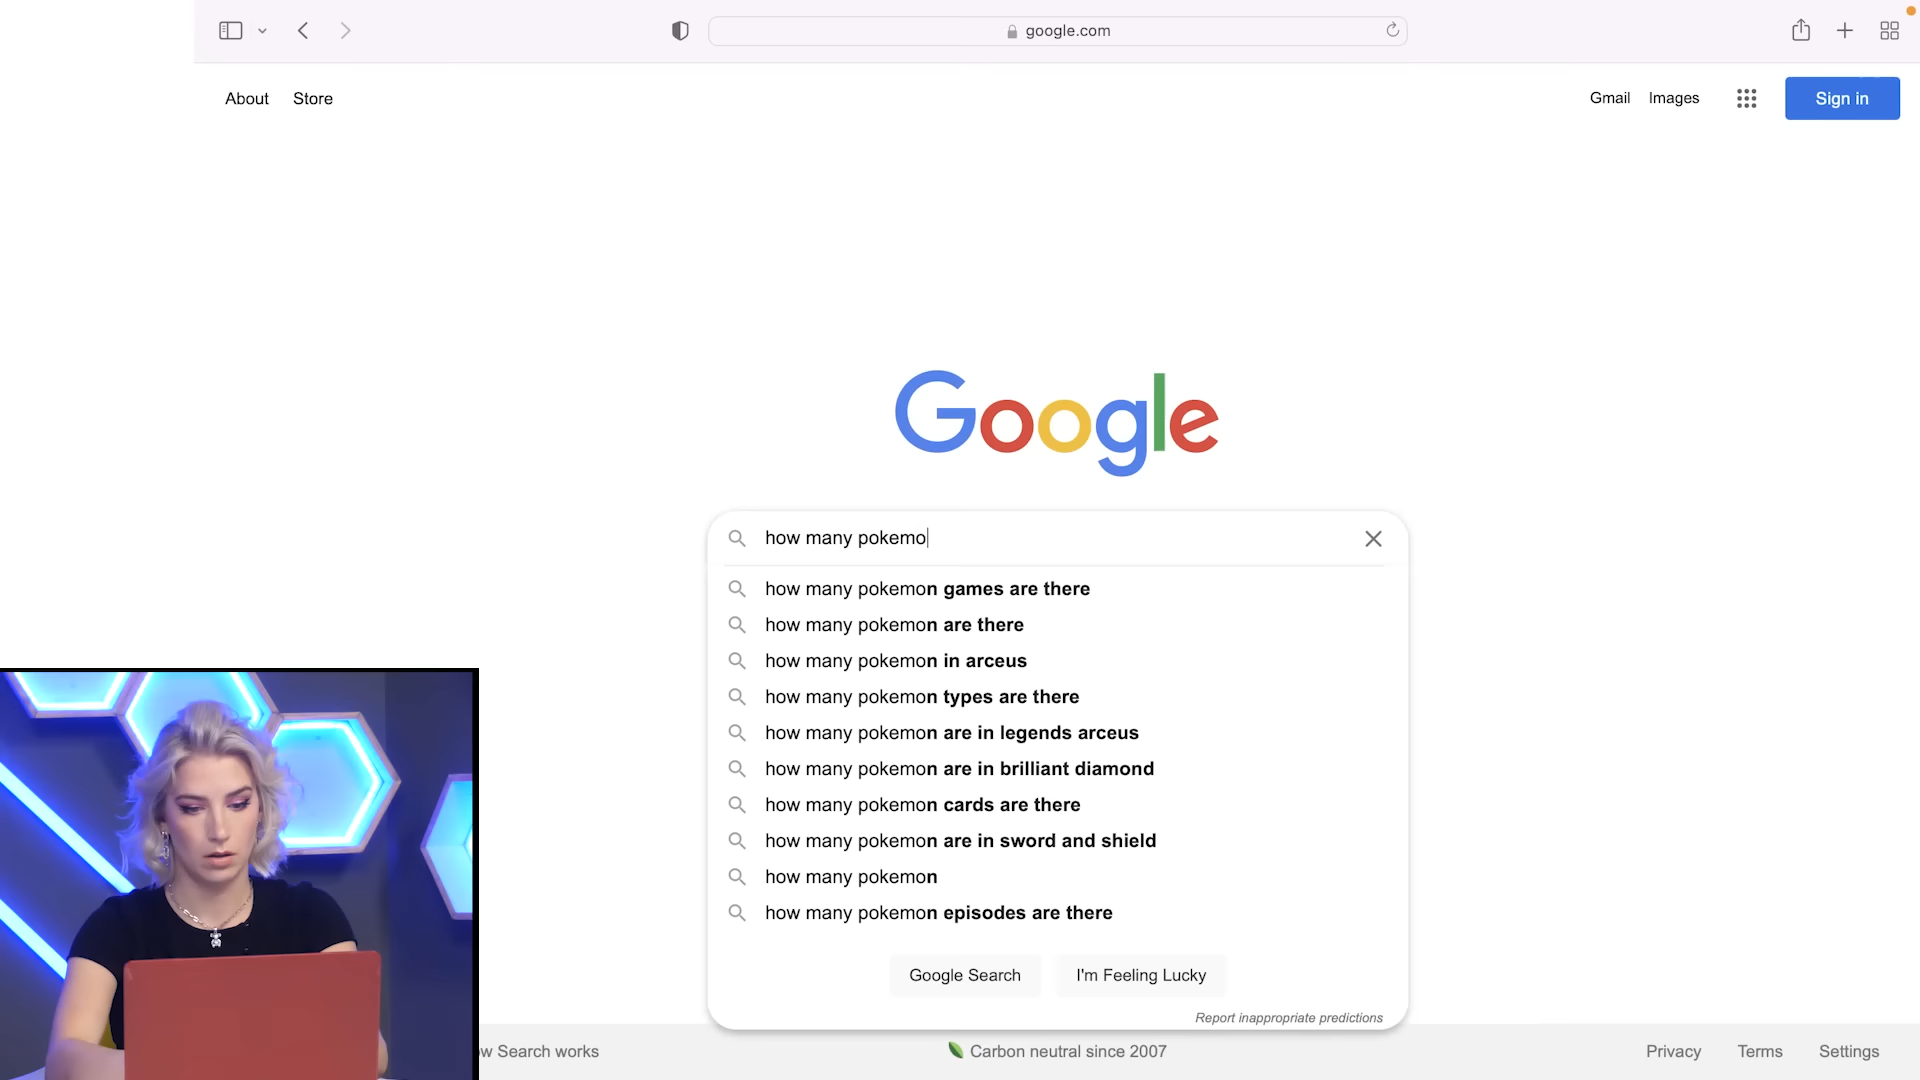 google.com
About Store
Gmail Images Sign in
Google
how many pokemo
how many pokemon games are there
how many pokemon are there
how many pokemon in arceus
how many pokemon types are there
how many pokemon are in legends arceus
how many pokemon are in brilliant diamond
how many pokemon cards are there
how many pokemon are in sword and shield
how many pokemon
how many pokemon episodes are there
Google Search I'm Feeling Lucky
Report inappropriate predictions
ow Search works Carbon neutral since 2007 Privacy Terms Settings